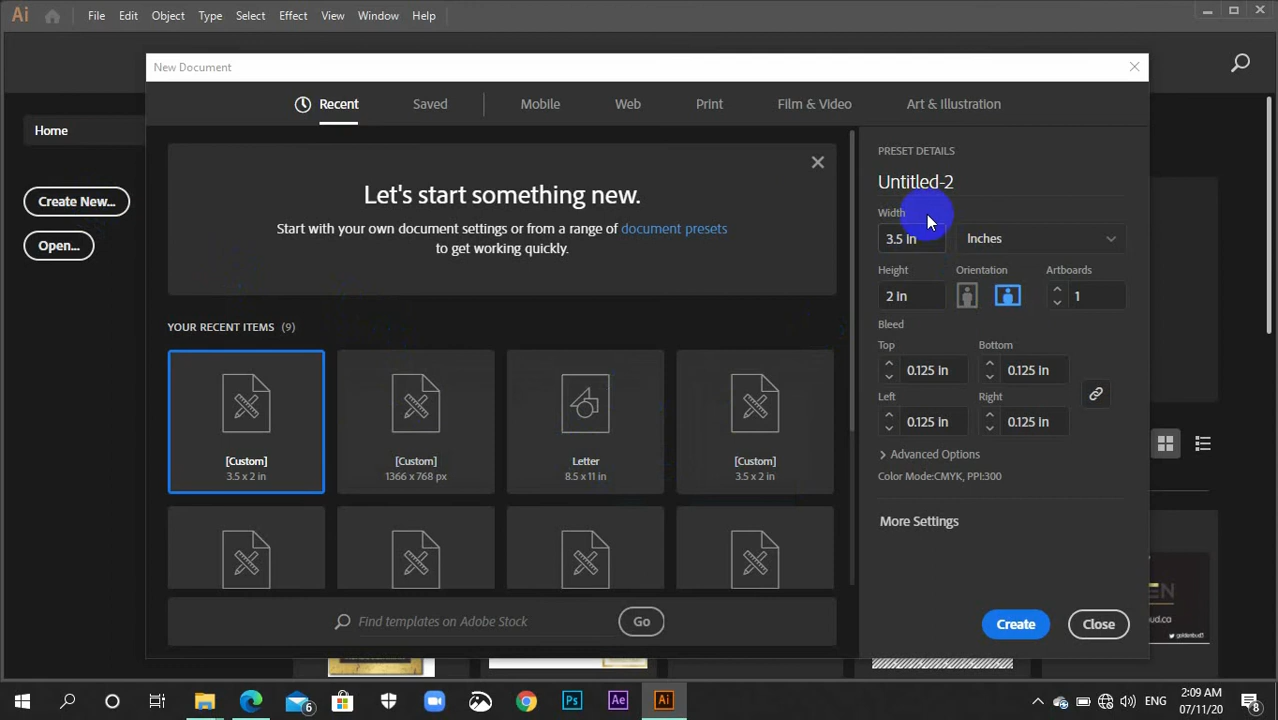 Ai
File Edit Object Type Select Effect View Window Help
New Document
Recent Saved Mobile Web Print Film & Video Art & Illustration
Home
Create New...
Open...
Let's start something new.
Start with your own document settings or from a range of document presets
to get working quickly.
YOUR RECENT ITEMS (9)
[Custom]
3.5 x 2 in
[Custom]
1366 x 768 px
Letter
8.5 x 11 in
[Custom]
3.5 x 2 in
Find templates on Adobe Stock
Go
PRESET DETAILS
Untitled-2
Width
3.5 in
Inches
Height Orientation Artboards
2 in
1
Bleed
Top Bottom
0.125 in 0.125 in
Left Right
0.125 in 0.125 in
Advanced Options
Color Mode:CMYK, PPI:300
More Settings
Create Close
6
Ps
Ae
Ai
ENG
2:09 AM
07/11/20
8